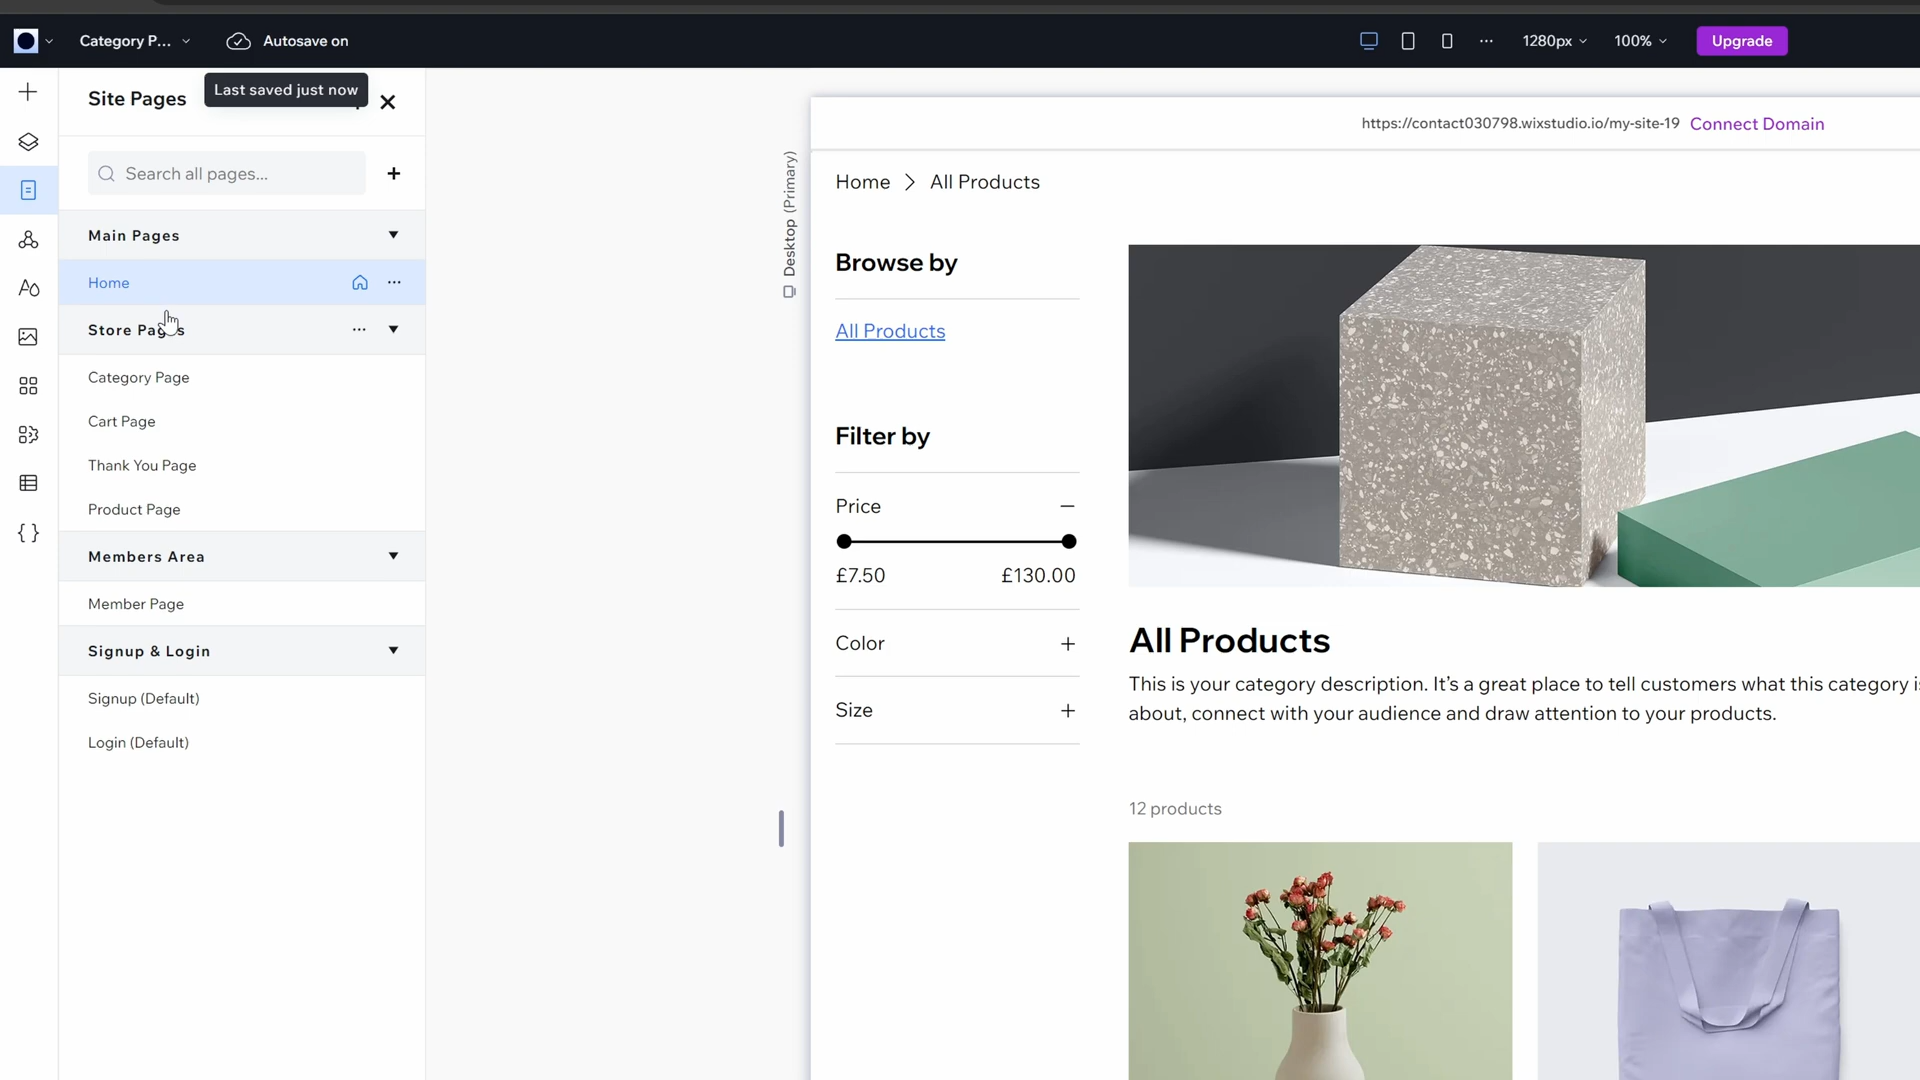 Category P...
Autosave on
1280px
100%
Upgrade
Site Pages
Last saved just now
Search all pages...
Main Pages
Home
Store Pages
Category Page
Cart Page
Thank You Page
Product Page
Members Area
Member Page
Signup & Login
Signup (Default)
Login (Default)
Desktop (Primary)
https://contact030798.wixstudio.io/my-site-19 Connect Domain
Home > All Products
Browse by
All Products
Filter by
Price
£7.50 £130.00
Color
Size
All Products
This is your category description. It's a great place to tell customers what this category is
about, connect with your audience and draw attention to your products.
12 products